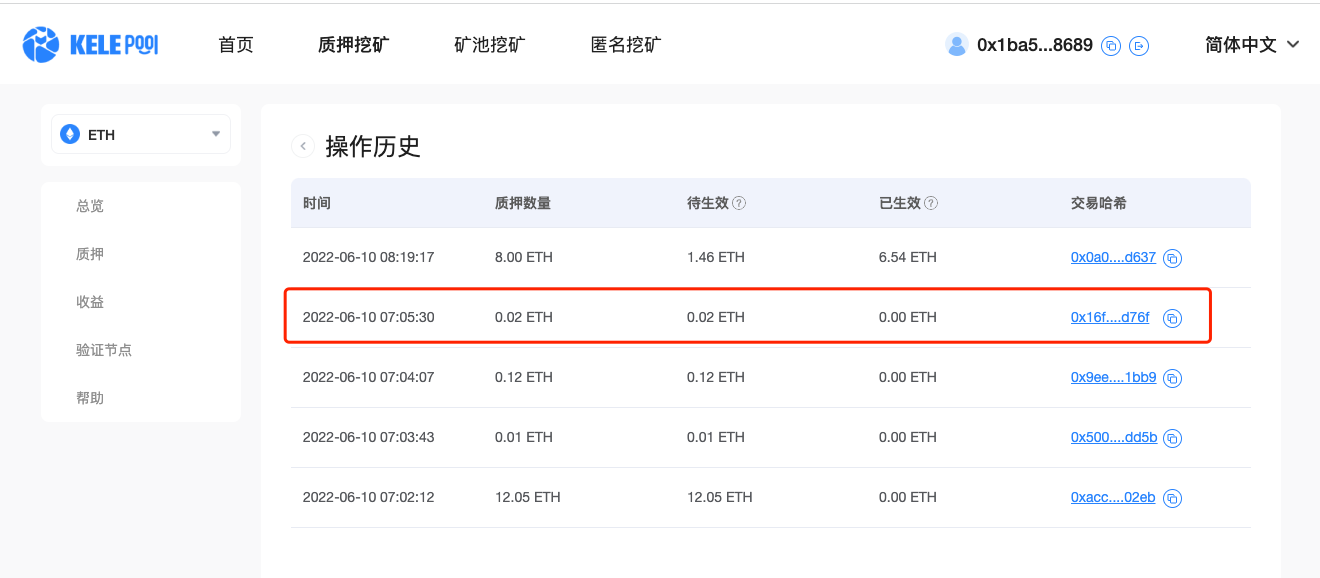 KELE POOl 首页 质押挖矿 矿池挖矿 匿名挖矿 0x1ba5...8689 简体中文
ETH
总览
质押
收益
验证节点
帮助
操作历史
时间 质押数量 待生效 ? 已生效 ? 交易哈希
2022-06-10 08:19:17 8.00 ETH 1.46 ETH 6.54 ETH 0x0a0....d637
2022-06-10 07:05:30 0.02 ETH 0.02 ETH 0.00 ETH 0x16f....d76f
2022-06-10 07:04:07 0.12 ETH 0.12 ETH 0.00 ETH 0x9ee....1bb9
2022-06-10 07:03:43 0.01 ETH 0.01 ETH 0.00 ETH 0x500....dd5b
2022-06-10 07:02:12 12.05 ETH 12.05 ETH 0.00 ETH 0xacc....02eb